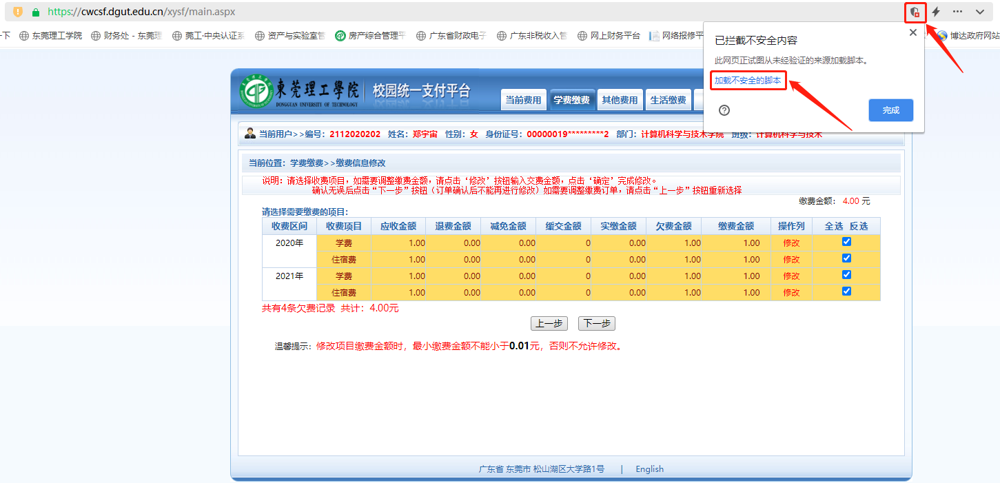 https://cwcsf.dgut.edu.cn/xysf/main.aspx
一下 东莞理工学院 财务处 - 东莞理 莞工·中央认证系 资产与实验室管 房产综合管理平 广东省财政电子 广东非税收入管 网上财务平台 网络报修平 博达政府网站
已拦截不安全内容
此网页正试图从未经验证的来源加载脚本。
加载不安全的脚本
完成
東莞理工學院 校园统一支付平台
DONGGUAN UNIVERSITY OF TECHNOLOGY
当前费用 学费缴费 其他费用 生活缴费
当前用户>>编号：2112020202 姓名：郑宇宙 性别：女 身份证号：00000019*********2 部门：计算机科学与技术学院 班级：计算机科学与技术
当前位置：学费缴费>>缴费信息修改
说明：请选择收费项目，如需要调整缴费金额，请点击‘修改’按钮输入交费金额，点击‘确定’完成修改。
确认无误后点击“下一步”按钮（订单确认后不能再进行修改）如需要调整缴费订单，请点击“上一步”按钮重新选择
缴费金额： 4.00 元
请选择需要缴费的项目：
收费区间 收费项目 应收金额 退费金额 减免金额 缓交金额 实缴金额 欠费金额 缴费金额 操作列 全选 反选
2020年 学费 1.00 0.00 0.00 0 0.00 1.00 1.00 修改
住宿费 1.00 0.00 0.00 0 0.00 1.00 1.00 修改
2021年 学费 1.00 0.00 0.00 0 0.00 1.00 1.00 修改
住宿费 1.00 0.00 0.00 0 0.00 1.00 1.00 修改
共有4条欠费记录 共计：4.00元
上一步 下一步
温馨提示：修改项目缴费金额时，最小缴费金额不能小于0.01元，否则不允许修改。
广东省 东莞市 松山湖区大学路1号 | English